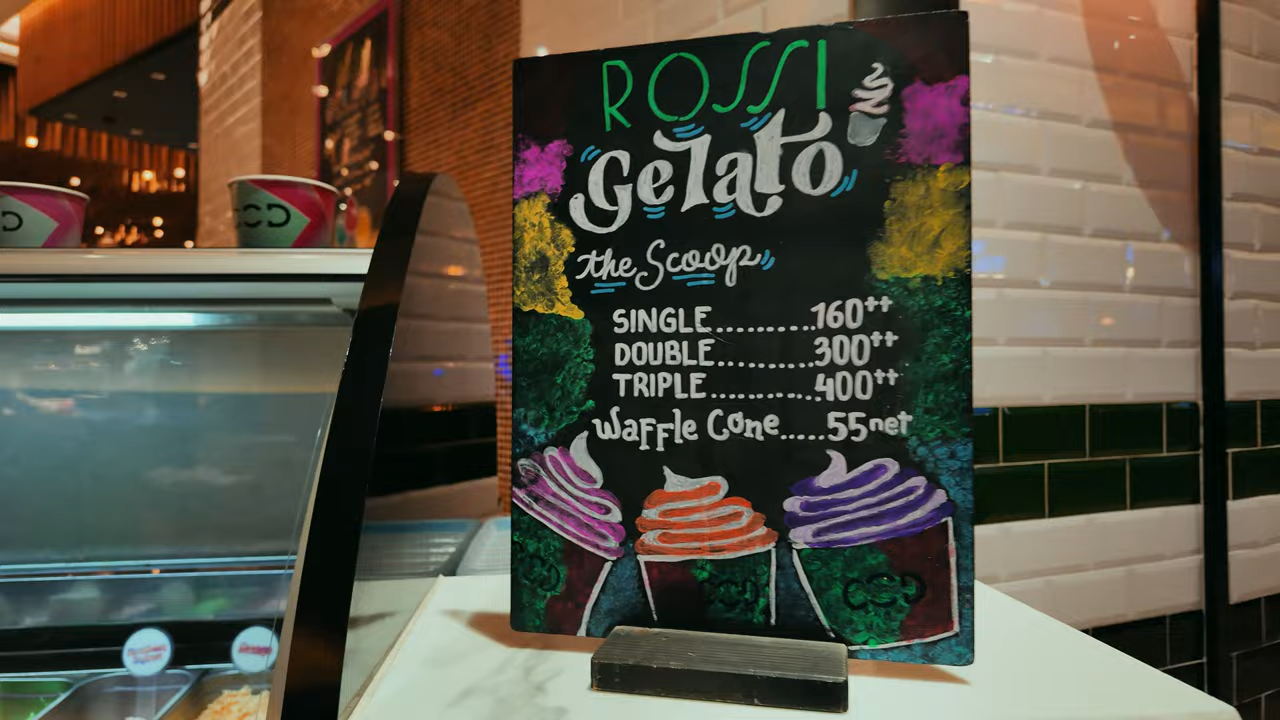 ROSSI
Gelato
the Scoop
SINGLE..........160++
DOUBLE..........300++
TRIPLE...........400++
Waffle Cone.....55net